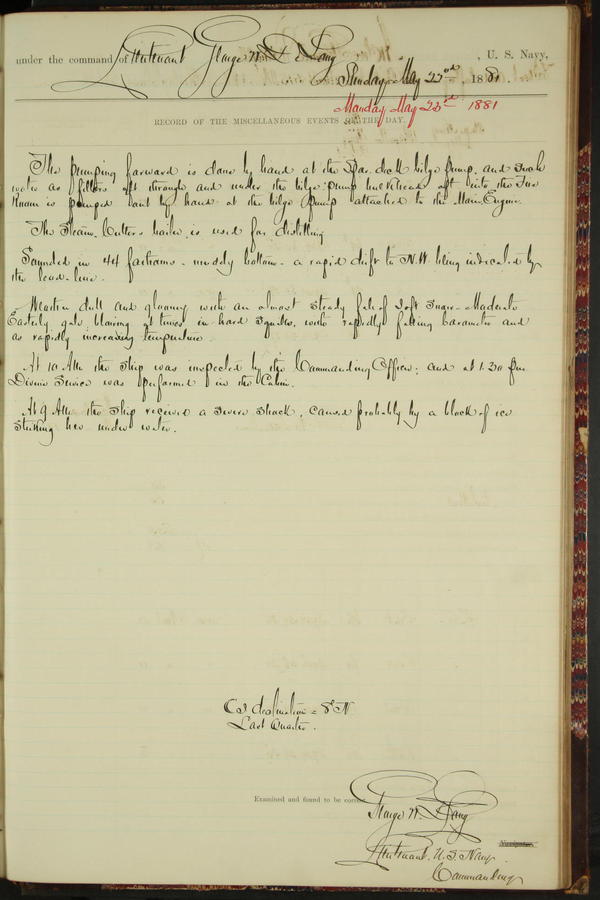 under the command of Lieutenant George W. De Long, U. S. Navy,
Sunday May 22nd, 1881
Monday May 23rd 1881
RECORD OF THE MISCELLANEOUS EVENTS OF THE DAY.
The pumping forward is done by hand at the Spar deck bilge pump, and such
water as filters aft through and under the bilge pump bulkhead aft into the Fire
Room is pumped out by hand at the bilge pump attached to the Main Engine.
The Steam Cutters boiler is used for distilling
Sounded in 44 fathoms - muddy bottom - a rapid drift to N.W. being indicated by
the lead line.
Weather dull and gloomy with an almost steady fall of soft snow - Moderate
Easterly gale, blowing at times in hard squalls, with rapidly falling barometer and
as rapidly increasing temperature.
At 10 AM the ship was inspected by the Commanding Officer; and at 1.30 pm
Divine Service was performed in the Cabin.
At 9 AM the ship received a severe shock, caused probably by a block of ice
striking her under water.
declination = 8° N
Last Quarter.
Examined and found to be correct.
George W. De Long
Navigator.
Lieutenant, U.S. Navy.
Commanding